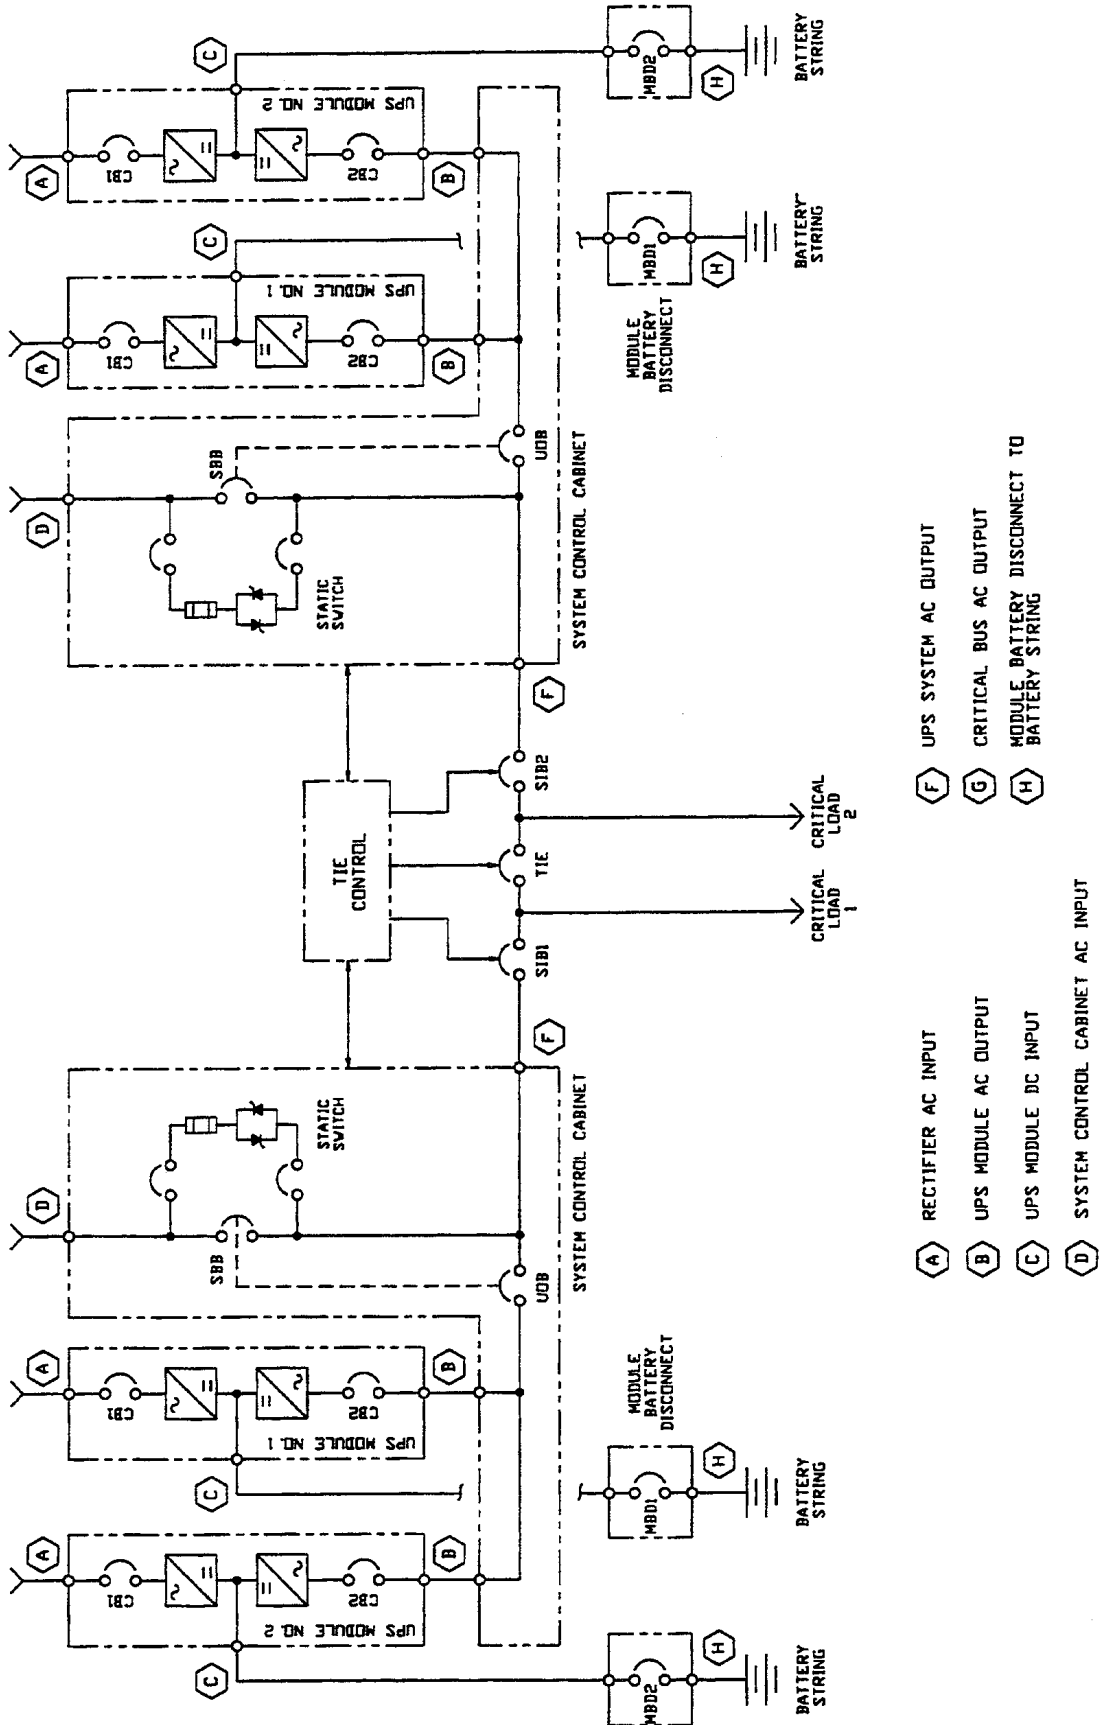 A
A
D
D
A
A
C
CB1
UPS MODULE NO. 2
CB2
B
C
CB1
UPS MODULE NO. 1
CB2
B
SBB
STATIC
SWITCH
UOB
SYSTEM CONTROL CABINET
F
TIE
CONTROL
SIB1
TIE
SIB2
F
STATIC
SWITCH
SBB
UOB
SYSTEM CONTROL CABINET
C
CB1
UPS MODULE NO. 1
CB2
B
C
CB1
UPS MODULE NO. 2
CB2
B
MBD2
H
BATTERY
STRING
MBD1
H
BATTERY
STRING
MODULE
BATTERY
DISCONNECT
CRITICAL
LOAD
1
CRITICAL
LOAD
2
MODULE
BATTERY
DISCONNECT
MBD1
H
BATTERY
STRING
MBD2
H
BATTERY
STRING
A RECTIFIER AC INPUT
B UPS MODULE AC OUTPUT
C UPS MODULE DC INPUT
D SYSTEM CONTROL CABINET AC INPUT
F UPS SYSTEM AC OUTPUT
G CRITICAL BUS AC OUTPUT
H MODULE BATTERY DISCONNECT TO
BATTERY STRING